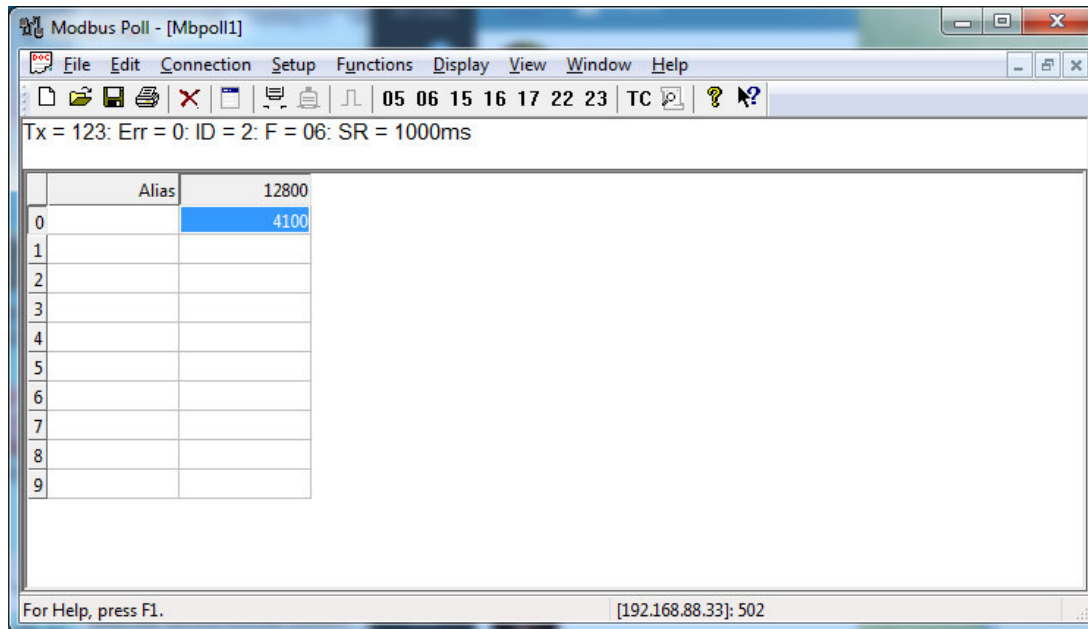 Modbus Poll - [Mbpoll1]
File Edit Connection Setup Functions Display View Window Help
05 06 15 16 17 22 23 TC
Tx = 123: Err = 0: ID = 2: F = 06: SR = 1000ms
Alias 12800
0 4100
1
2
3
4
5
6
7
8
9
For Help, press F1. [192.168.88.33]: 502